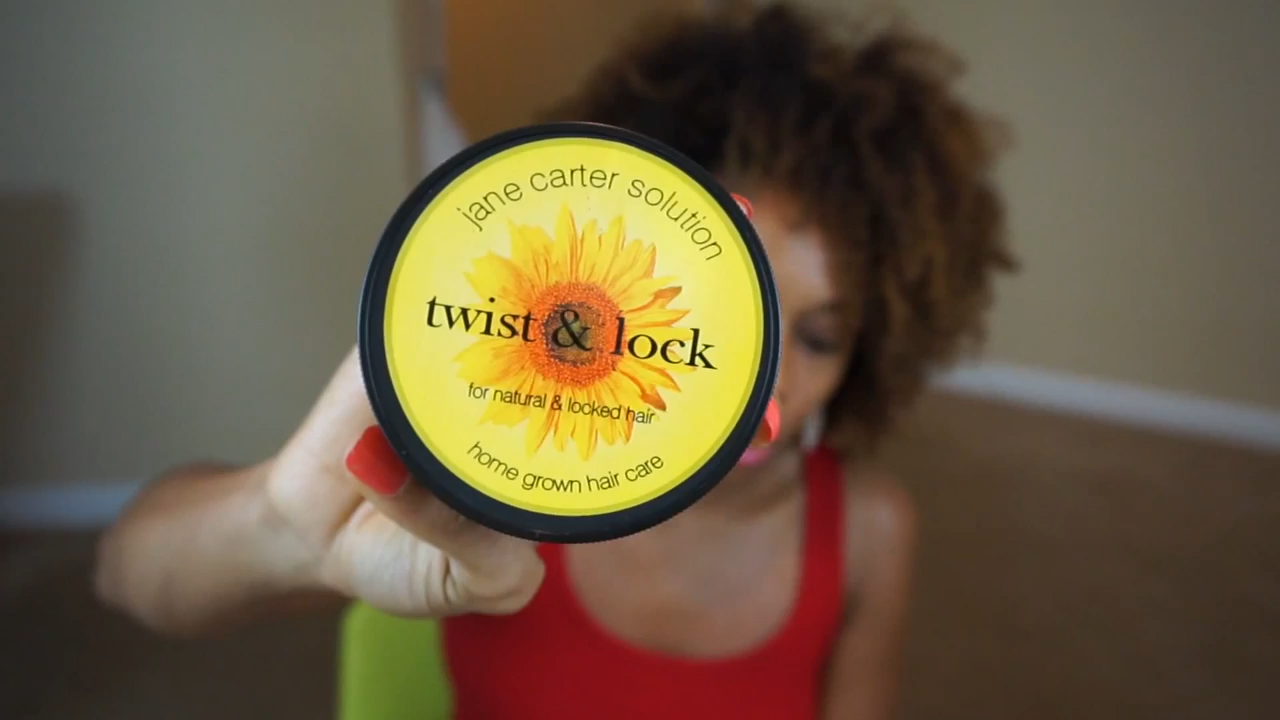 jane carter solution
twist & lock
for natural & locked hair
home grown hair care